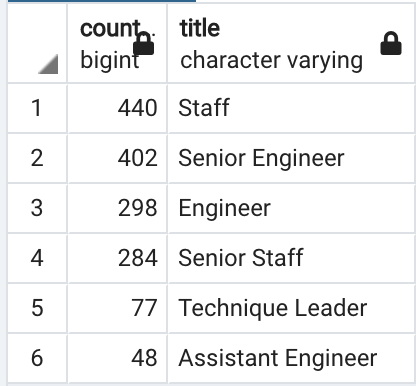 count.. title
bigint character varying
1 440 Staff
2 402 Senior Engineer
3 298 Engineer
4 284 Senior Staff
5 77 Technique Leader
6 48 Assistant Engineer